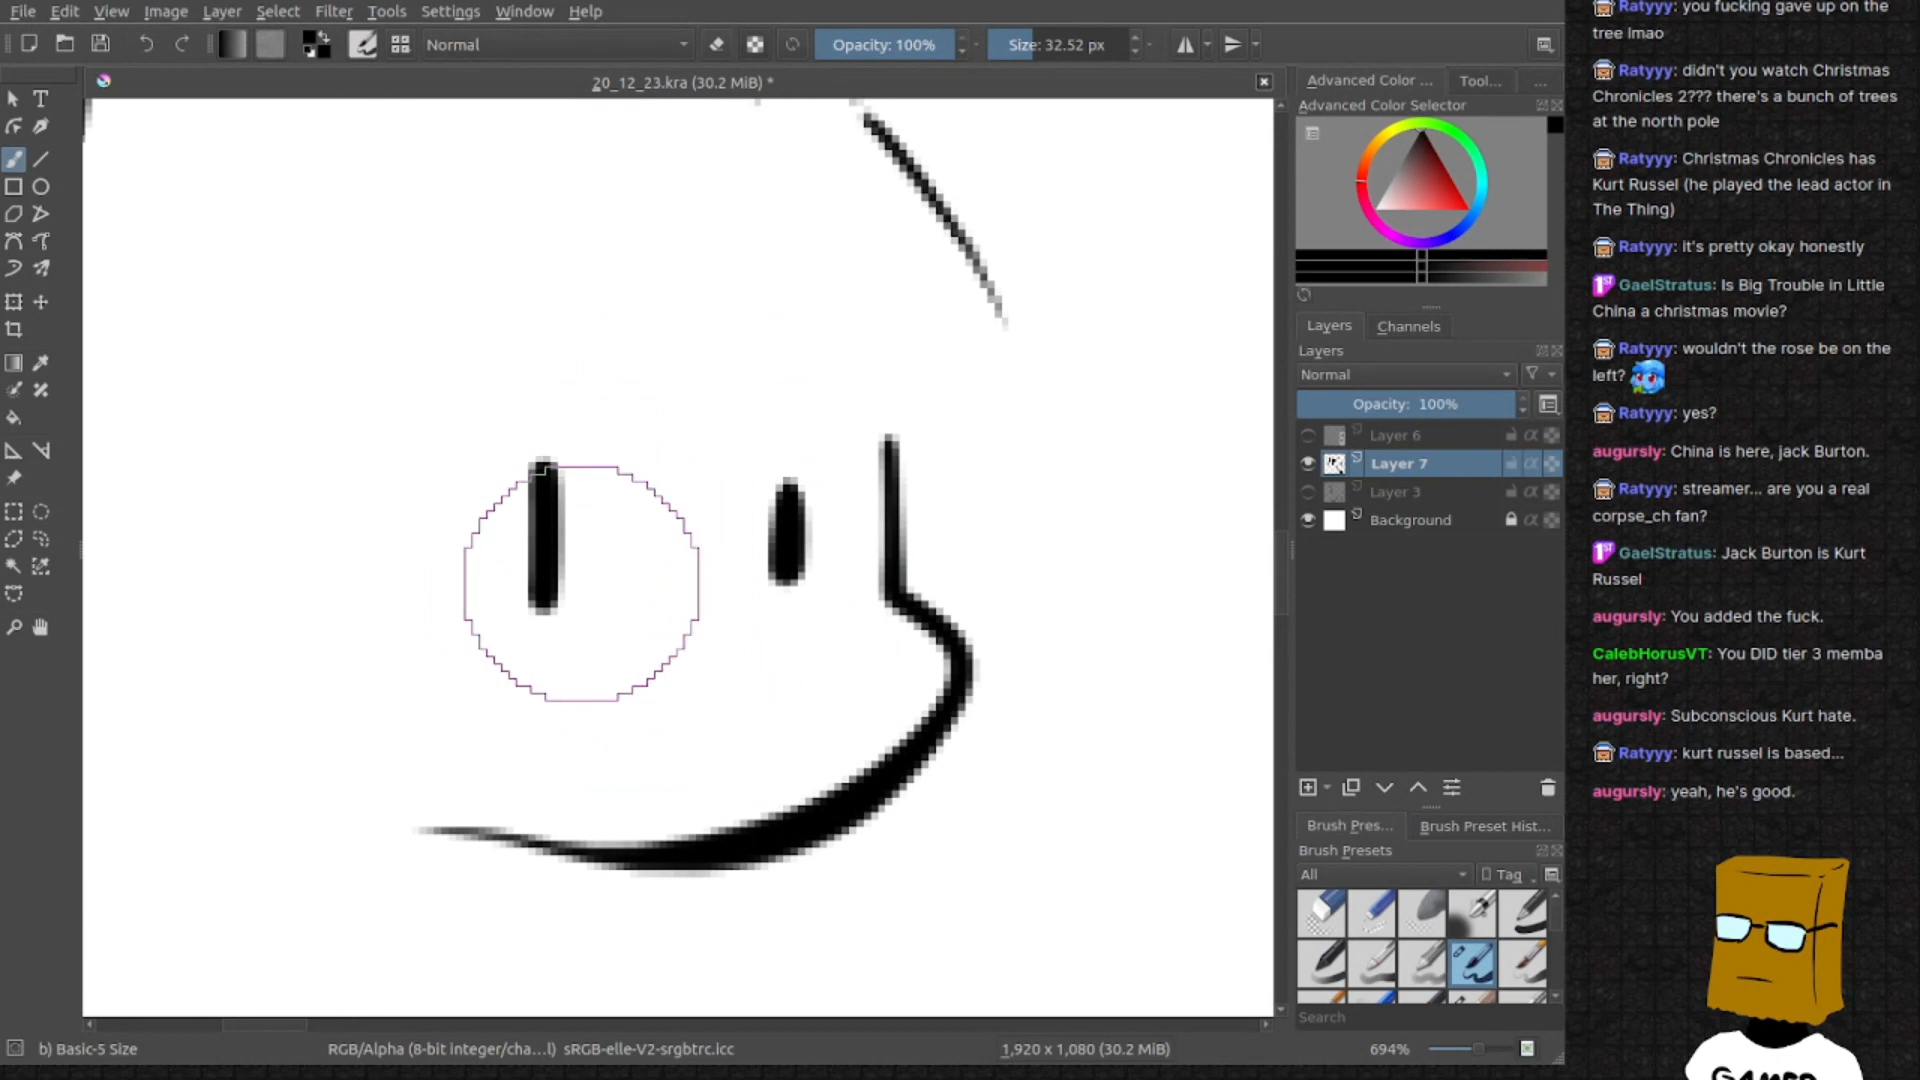 File Edit View Image Layer Select Filter Tools Settings Window Help
Normal
Opacity: 100%
Size: 32.52 px
20_12_23.kra (30.2 MiB) *
Advanced Color ...
Tool...
...
Advanced Color Selector
Layers
Channels
Layers
Normal
Opacity: 100%
Layer 6
Layer 7
Layer 3
Background
Brush Pres...
Brush Preset Hist...
Brush Presets
All
Tag
Search
b) Basic-5 Size
RGB/Alpha (8-bit integer/cha...l) sRGB-elle-V2-srgbtrc.icc
1,920 x 1,080 (30.2 MiB)
694%
Ratyyy: you fucking gave up on the
tree lmao
Ratyyy: didn't you watch Christmas
Chronicles 2??? there's a bunch of trees
at the north pole
Ratyyy: Christmas Chronicles has
Kurt Russel (he played the lead actor in
The Thing)
Ratyyy: it's pretty okay honestly
1ST GaelStratus: Is Big Trouble in Little
China a christmas movie?
Ratyyy: wouldn't the rose be on the
left?
Ratyyy: yes?
augursly: China is here, jack Burton.
Ratyyy: streamer... are you a real
corpse_ch fan?
1ST GaelStratus: Jack Burton is Kurt
Russel
augursly: You added the fuck.
CalebHorusVT: You DID tier 3 memba
her, right?
augursly: Subconscious Kurt hate.
Ratyyy: kurt russel is based...
augursly: yeah, he's good.
GAMER